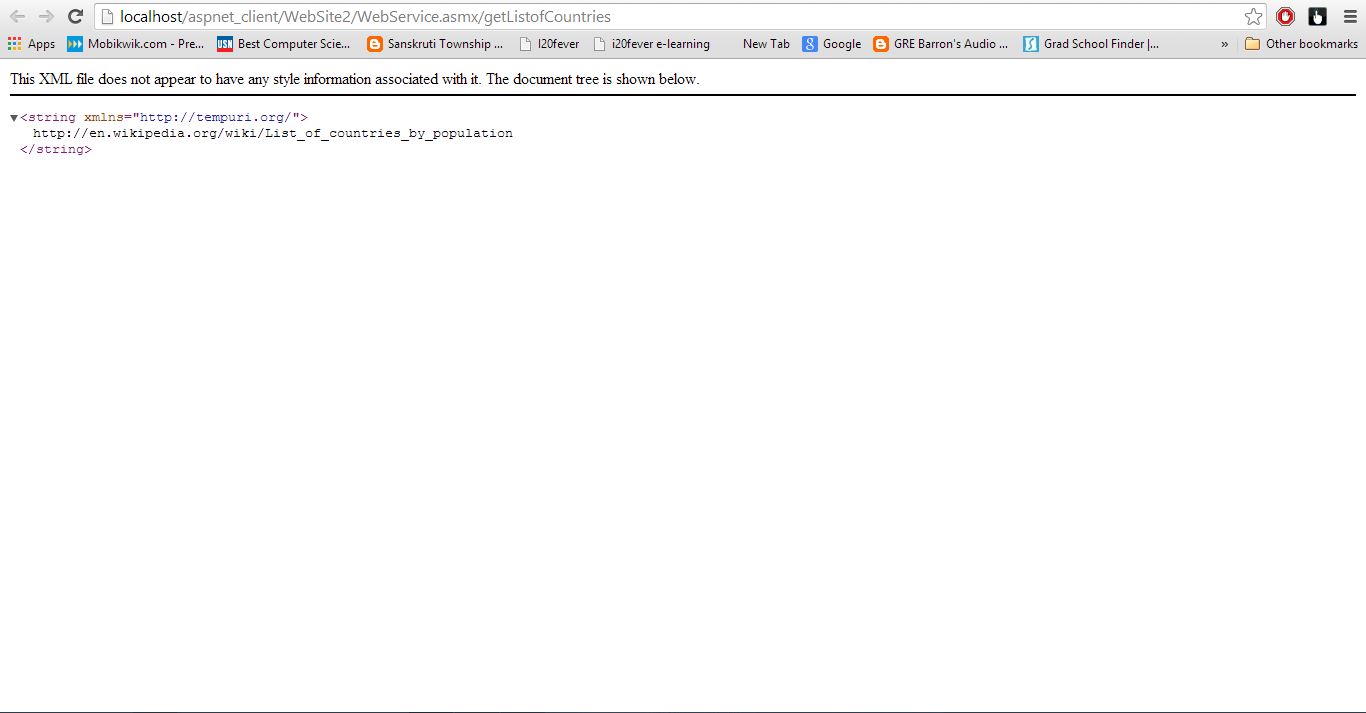 localhost/aspnet_client/WebSite2/WebService.asmx/getListofCountries
Apps Mobikwik.com - Pre... USN Best Computer Scie... Sanskruti Township ... I20fever i20fever e-learning New Tab 8 Google GRE Barron's Audio ... Grad School Finder |... » Other bookmarks
This XML file does not appear to have any style information associated with it. The document tree is shown below.
▼<string xmlns="http://tempuri.org/">
http://en.wikipedia.org/wiki/List_of_countries_by_population
</string>